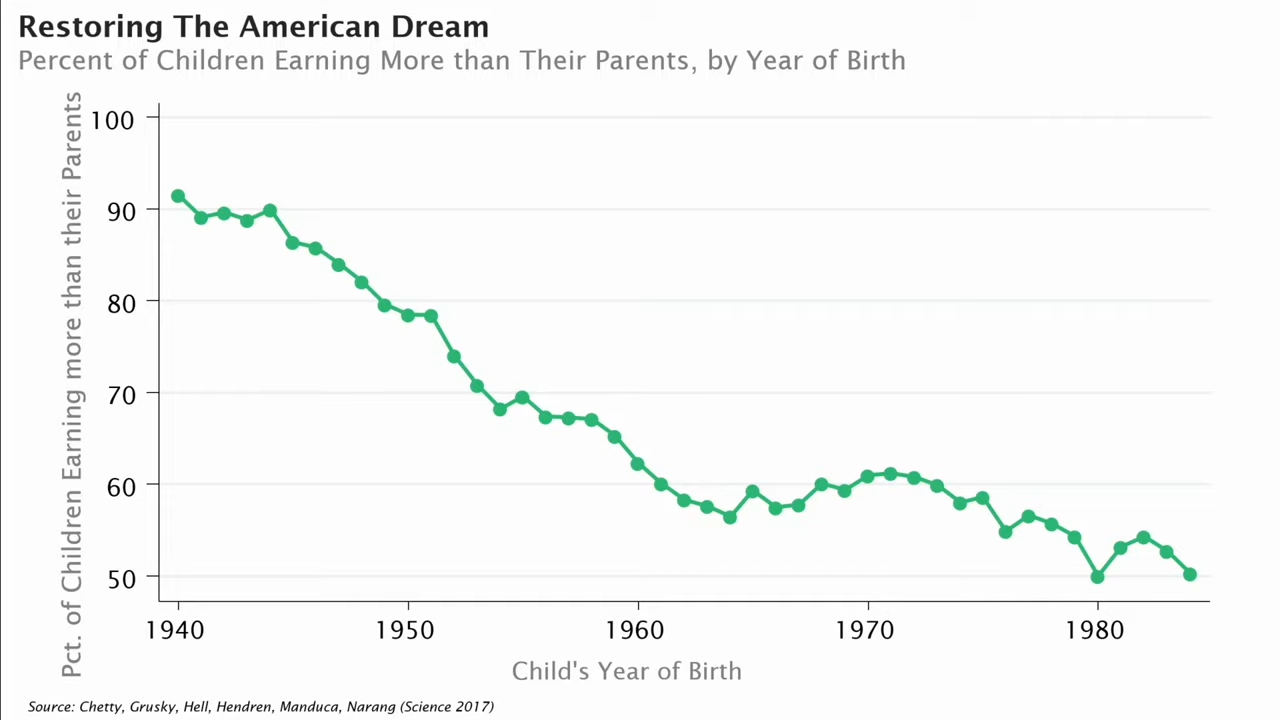 Restoring The American Dream
Percent of Children Earning More than Their Parents, by Year of Birth
Pct. of Children Earning more than their Parents
100
90
80
70
60
50
1940 1950 1960 1970 1980
Child's Year of Birth
Source: Chetty, Grusky, Hell, Hendren, Manduca, Narang (Science 2017)